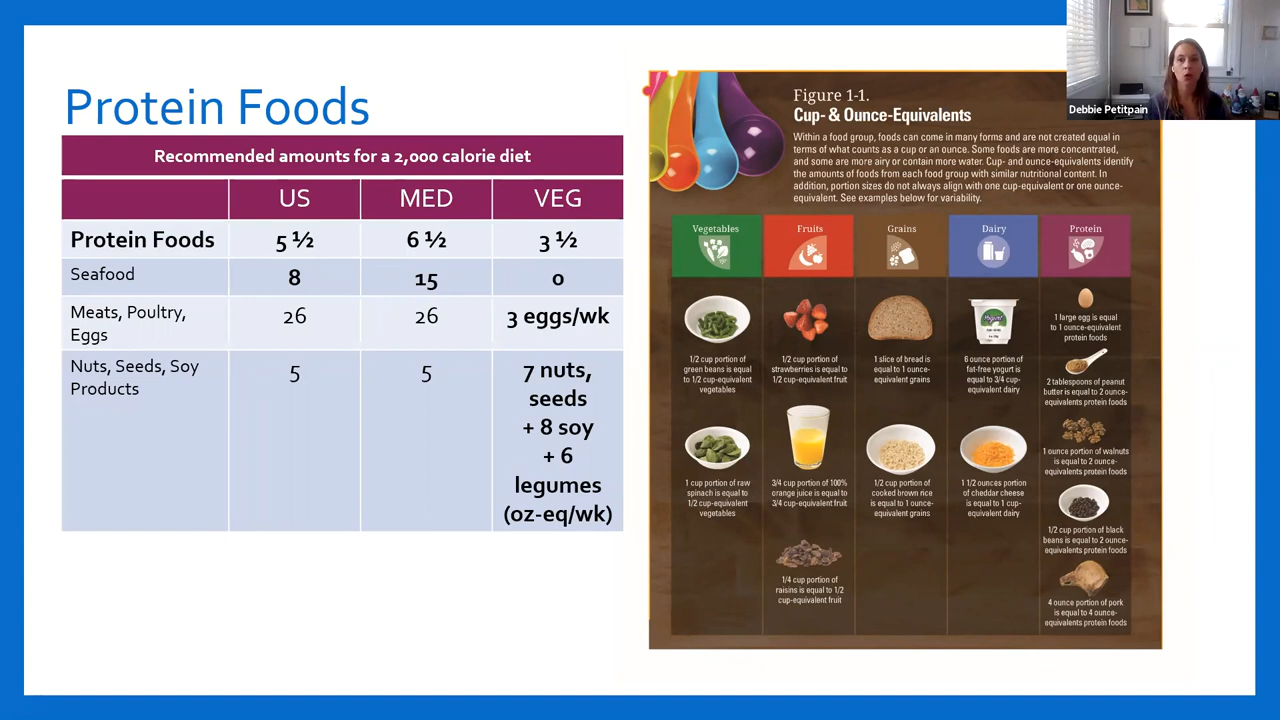 Protein Foods
Recommended amounts for a 2,000 calorie diet
US MED VEG
Protein Foods 5 ½ 6 ½ 3 ½
Seafood 8 15 0
Meats, Poultry,
Eggs 26 26 3 eggs/wk
Nuts, Seeds, Soy
Products 5 5 7 nuts,
seeds
+ 8 soy
+ 6
legumes
(oz-eq/wk)
Figure 1-1.
Cup- & Ounce-Equivalents
Within a food group, foods can come in many forms and are not created equal in
terms of what counts as a cup or an ounce. Some foods are more concentrated,
and some are more airy or contain more water. Cup- and ounce-equivalents identify
the amounts of foods from each food group with similar nutritional content. In
addition, portion sizes do not always align with one cup-equivalent or one ounce-
equivalent. See examples below for variability.
Vegetables Fruits Grains Dairy Protein
1/2 cup portion of
green beans is equal
to 1/2 cup-equivalent
vegetables
1 cup portion of raw
spinach is equal to
1/2 cup-equivalent
vegetables
1/2 cup portion of
strawberries is equal to
1/2 cup-equivalent fruit
3/4 cup portion of 100%
orange juice is equal to
3/4 cup-equivalent fruit
1/4 cup portion of
raisins is equal to 1/2
cup-equivalent fruit
1 slice of bread is
equal to 1 ounce-
equivalent grains
1/2 cup portion of
cooked brown rice
is equal to 1 ounce-
equivalent grains
Yogurt
6 ounce portion of
fat-free yogurt is
equal to 3/4 cup-
equivalent dairy
1 1/2 ounces portion
of cheddar cheese
is equal to 1 cup-
equivalent dairy
1 large egg is equal
to 1 ounce-equivalent
protein foods
2 tablespoons of peanut
butter is equal to 2 ounce-
equivalents protein foods
1 ounce portion of walnuts
is equal to 2 ounce-
equivalents protein foods
1/2 cup portion of black
beans is equal to 2 ounce-
equivalents protein foods
4 ounce portion of pork
is equal to 4 ounce-
equivalents protein foods
Debbie Petitpain